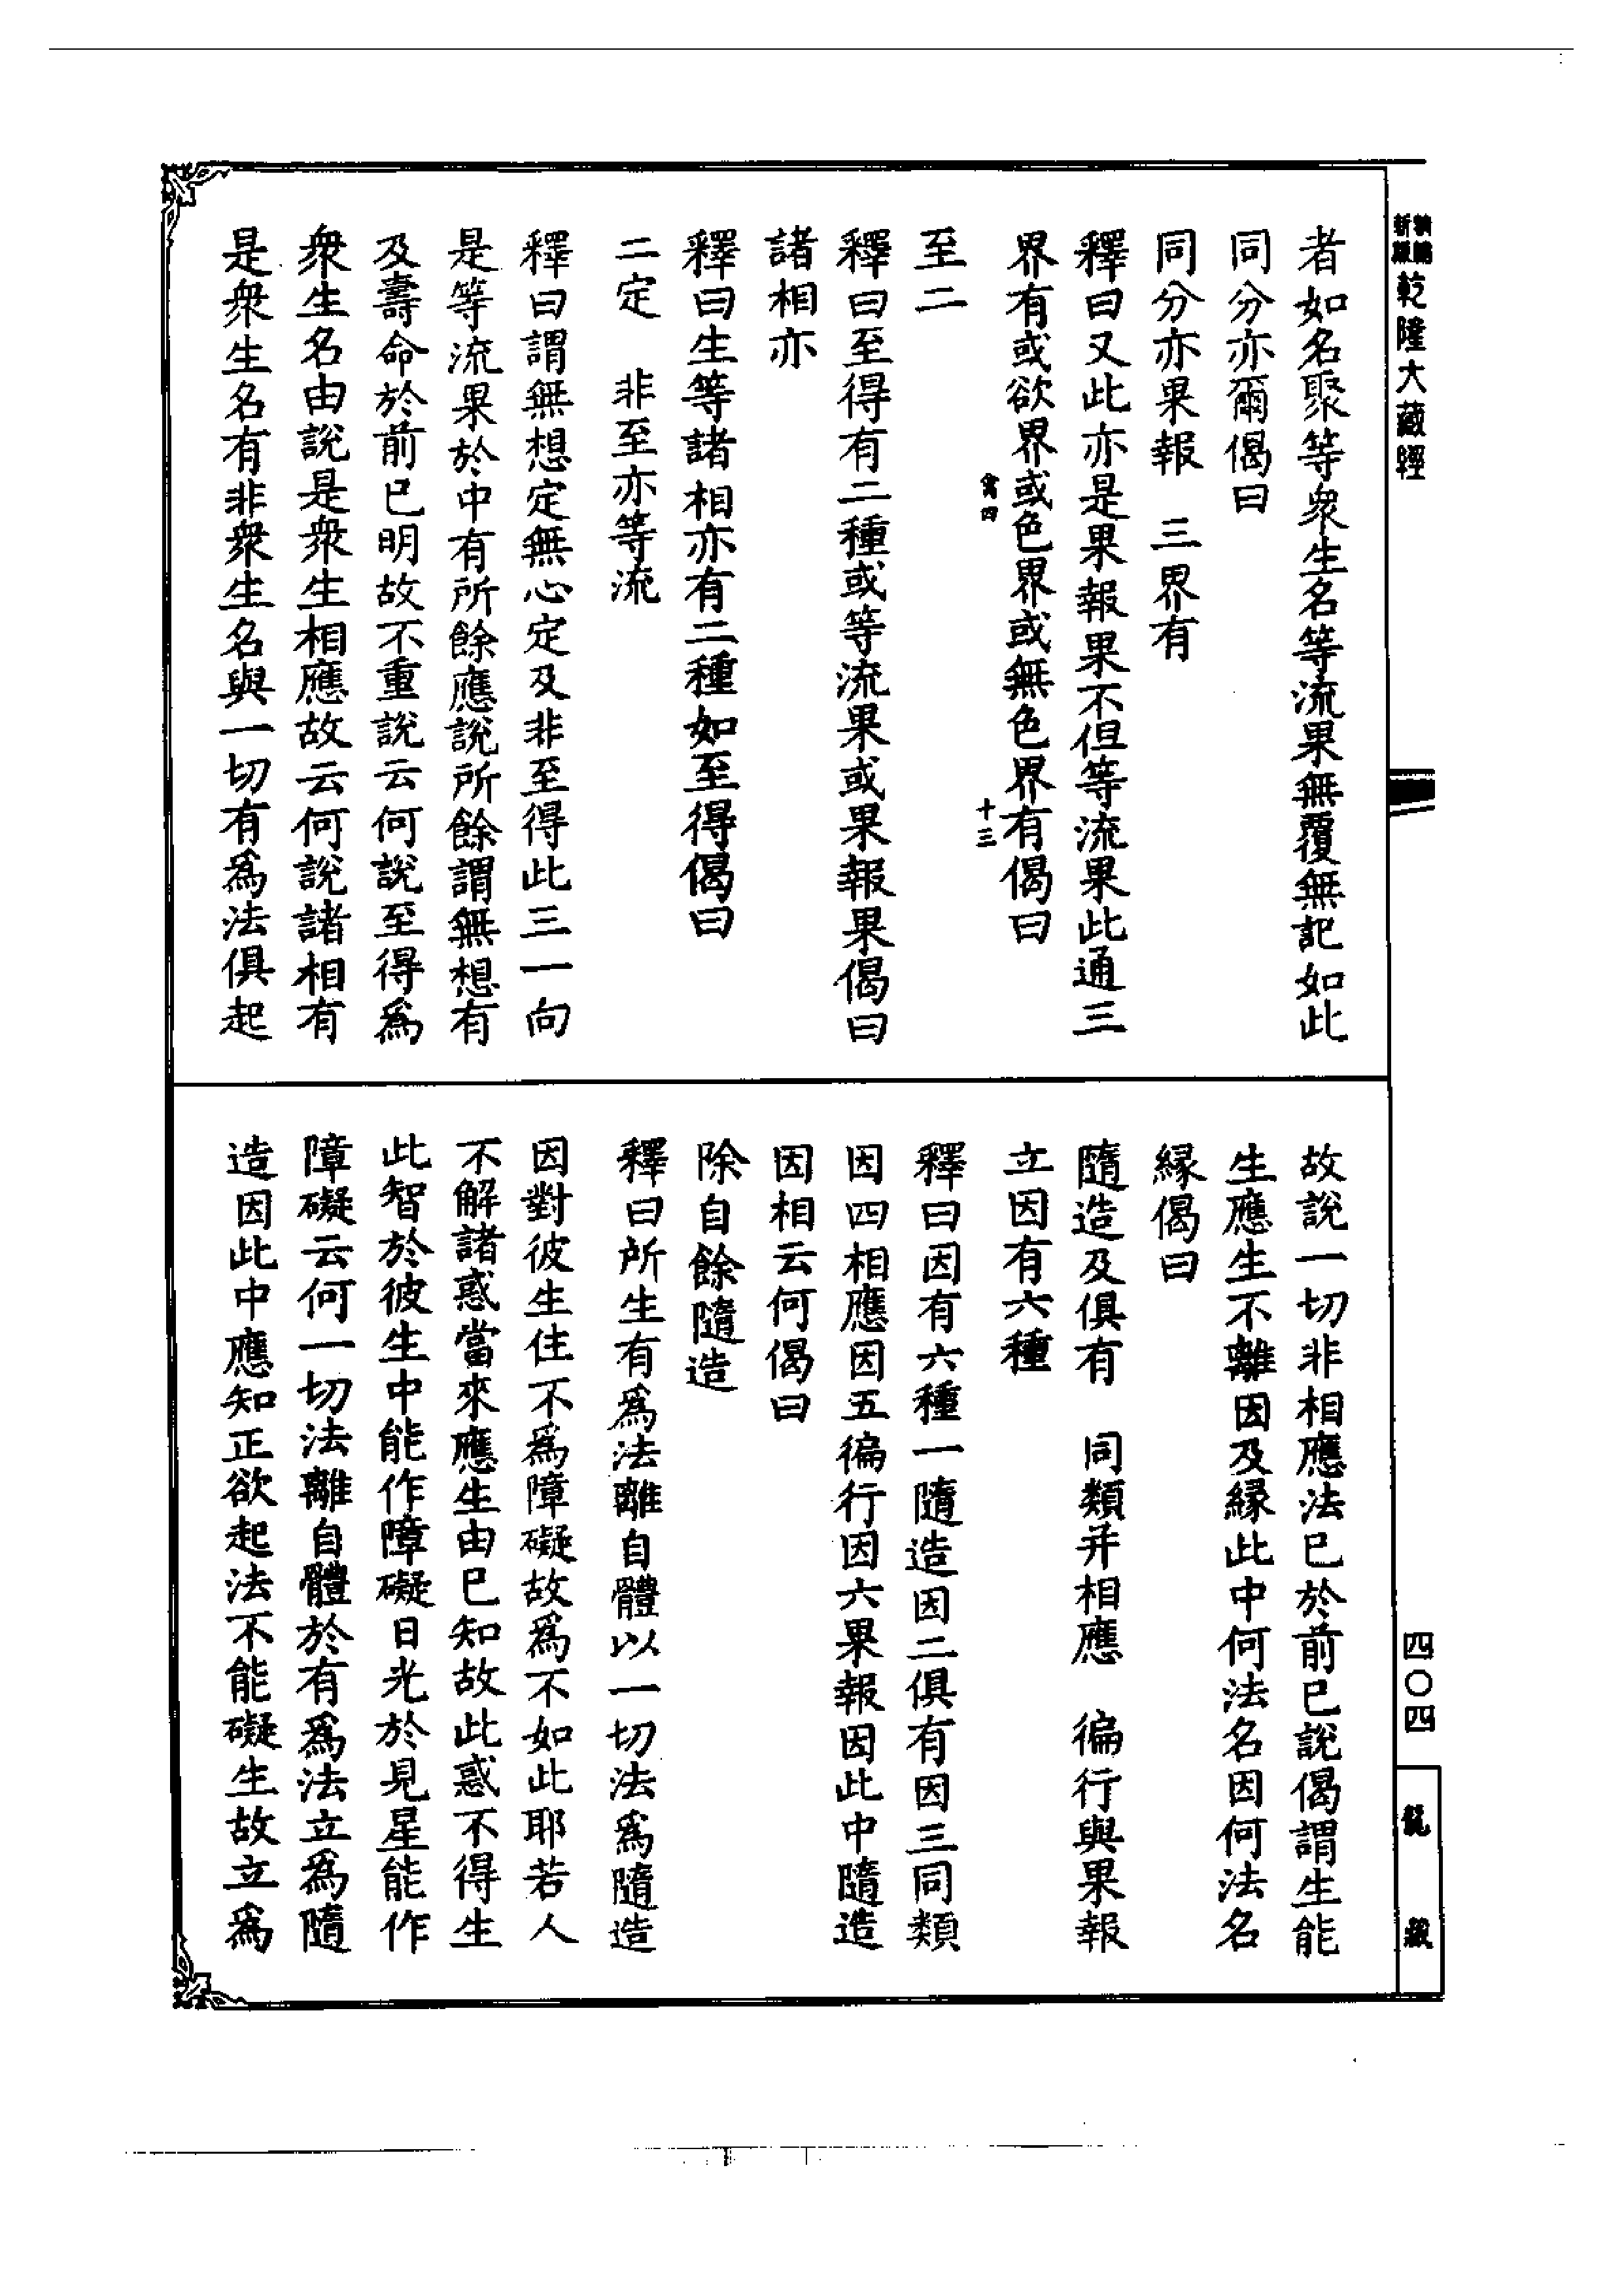 新編
新版
乾隆大藏經
者如名聚等衆生名等流果無覆無記如此
同分亦爾偈曰
同分亦果報　三界有
釋曰又此亦是果報果不但等流果此通三
界有或欲界或色界或無色界有偈曰
十三
至二
釋曰至得有二種或等流果或果報果偈曰
諸相亦
釋曰生等諸相亦有二種如至得偈曰
二定　非至亦等流
釋曰謂無想定無心定及非至得此三一向
是等流果於中有所餘應說所餘謂無想有
及壽命於前已明故不重說云何說至得爲
衆生名由說是衆生相應故云何說諸相有
是衆生名有非衆生名與一切有爲法俱起
故說一切非相應法已於前已說偈謂生能
生應生不離因及緣此中何法名因何法名
緣偈曰
隨造及俱有　同類并相應　徧行與果報
立因有六種
釋曰因有六種一隨造因二俱有因三同類
因四相應因五徧行因六果報因此中隨造
因相云何偈曰
除自餘隨造
釋曰所生有爲法離自體以一切法爲隨造
因對彼生住不爲障礙故爲不如此耶若人
不解諸惑當來應生由已知故此惑不得生
此智於彼生中能作障礙日光於見星能作
障礙云何一切法離自體於有爲法立爲隨
造因此中應知正欲起法不能礙生故立爲
四〇四
龍藏